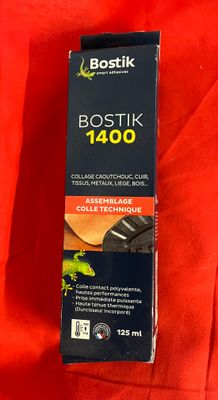 Bostik
smart adhesives
BOSTIK
1400
COLLAGE CAOUTCHOUC, CUIR,
TISSUS, METAUX, LIEGE, BOIS...
ASSEMBLAGE
COLLE TECHNIQUE
- Colle contact polyvalente,
hautes performances
- Prise immédiate puissante
- Haute tenue thermique
(Durcisseur incorporé)
125 ml